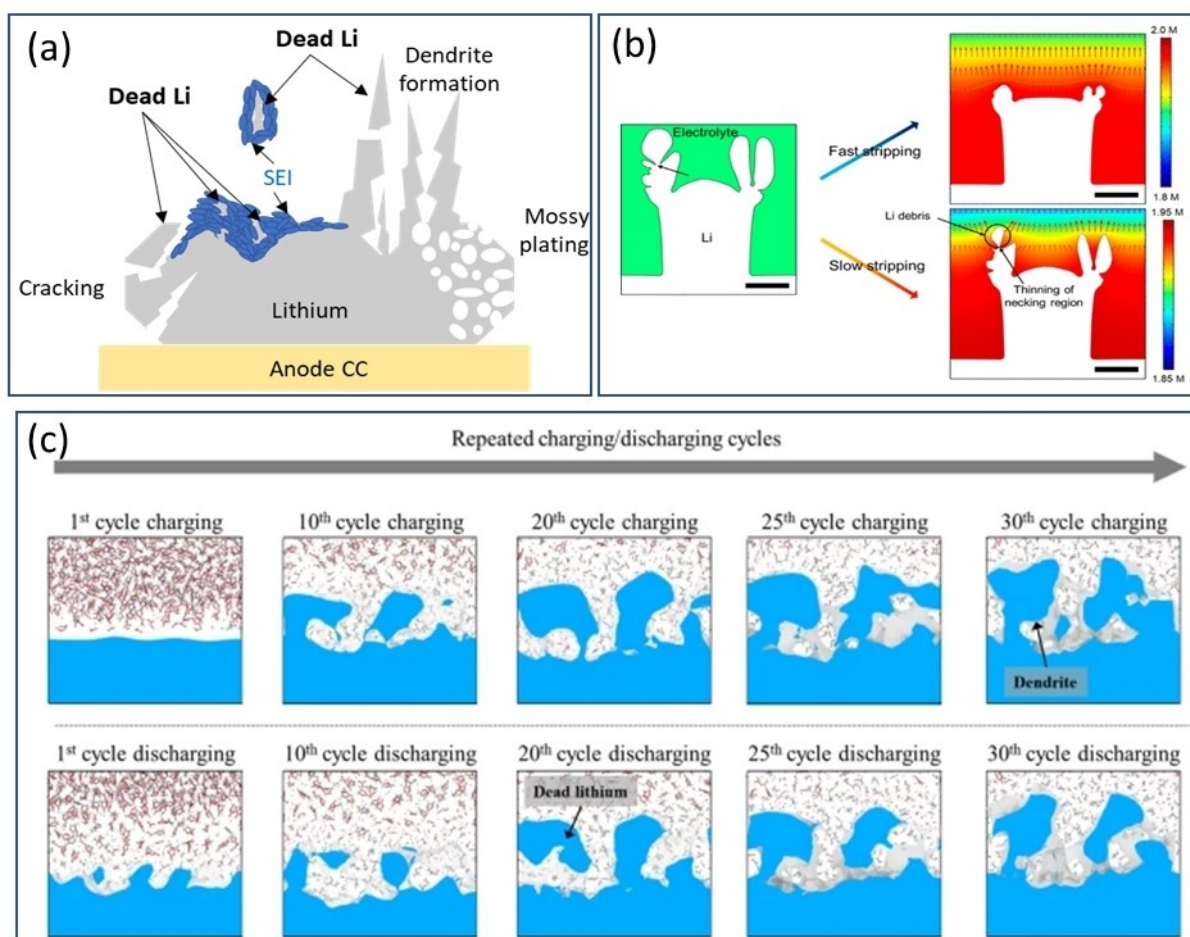 (a)
Dead Li
Dendrite
formation
Dead Li
SEI
Mossy
plating
Cracking
Lithium
Anode CC
(b)
2.0 M
Electrolyte
Fast stripping
Li
1.8 M
1.95 M
Li debris
Slow stripping
Thinning of
necking region
1.85 M
(c)
Repeated charging/discharging cycles
1st cycle charging
10th cycle charging
20th cycle charging
25th cycle charging
30th cycle charging
Dendrite
1st cycle discharging
10th cycle discharging
20th cycle discharging
25th cycle discharging
30th cycle discharging
Dead lithium